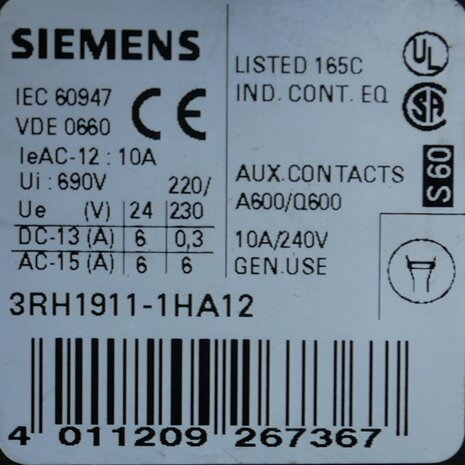 SIEMENS
IEC 60947
VDE 0660
CE
IeAC-12 : 10A
Ui : 690V 220/
Ue (V) 24 230
DC-13 (A) 6 0,3
AC-15 (A) 6 6
LISTED 165C
IND. CONT. EQ
UL
SA
AUX.CONTACTS
A600/Q600
10A/240V
GEN.USE
S60
3RH1911-1HA12
4 011209 267367